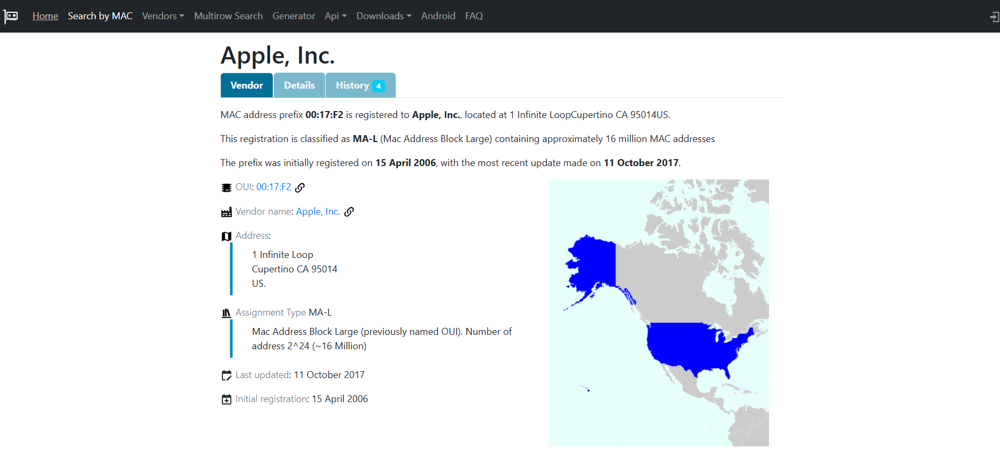 Home Search by MAC Vendors Multirow Search Generator Api Downloads Android FAQ
Apple, Inc.
Vendor Details History 4
MAC address prefix 00:17:F2 is registered to Apple, Inc., located at 1 Infinite LoopCupertino CA 95014US.
This registration is classified as MA-L (Mac Address Block Large) containing approximately 16 million MAC addresses
The prefix was initially registered on 15 April 2006, with the most recent update made on 11 October 2017.
OUI: 00:17:F2
Vendor name: Apple, Inc.
Address:
1 Infinite Loop
Cupertino CA 95014
US.
Assignment Type MA-L
Mac Address Block Large (previously named OUI). Number of
address 2^24 (~16 Million)
Last updated: 11 October 2017
Initial registration: 15 April 2006